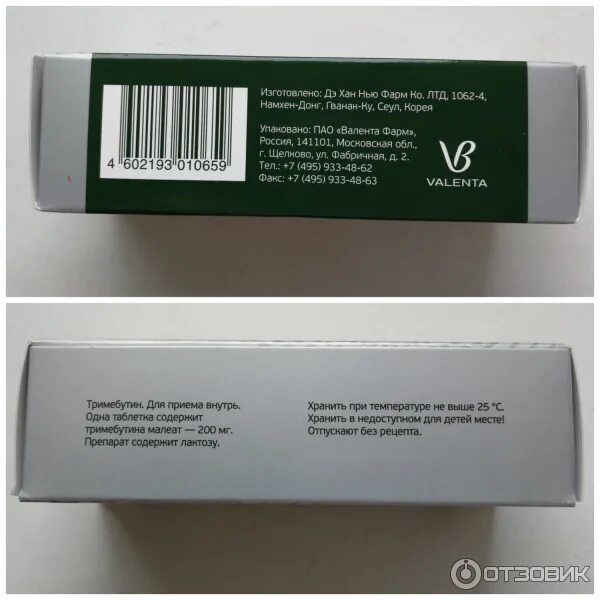 Изготовлено: Дэ Хан Нью Фарм Ко. ЛТД, 1062-4,
Намхен-Донг, Гванак-Ку, Сеул, Корея
Упаковано: ПАО «Валента Фарм»,
Россия, 141101, Московская обл.,
г. Щелково, ул. Фабричная, д. 2.
Тел.: +7 (495) 933-48-62
Факс: +7 (495) 933-48-63
4 602193 010659
VALENTA
Тримебутин. Для приема внутрь.
Одна таблетка содержит
тримебутина малеат — 200 мг.
Препарат содержит лактозу.
Хранить при температуре не выше 25 °C.
Хранить в недоступном для детей месте!
Отпускают без рецепта.
ОТЗОВИК